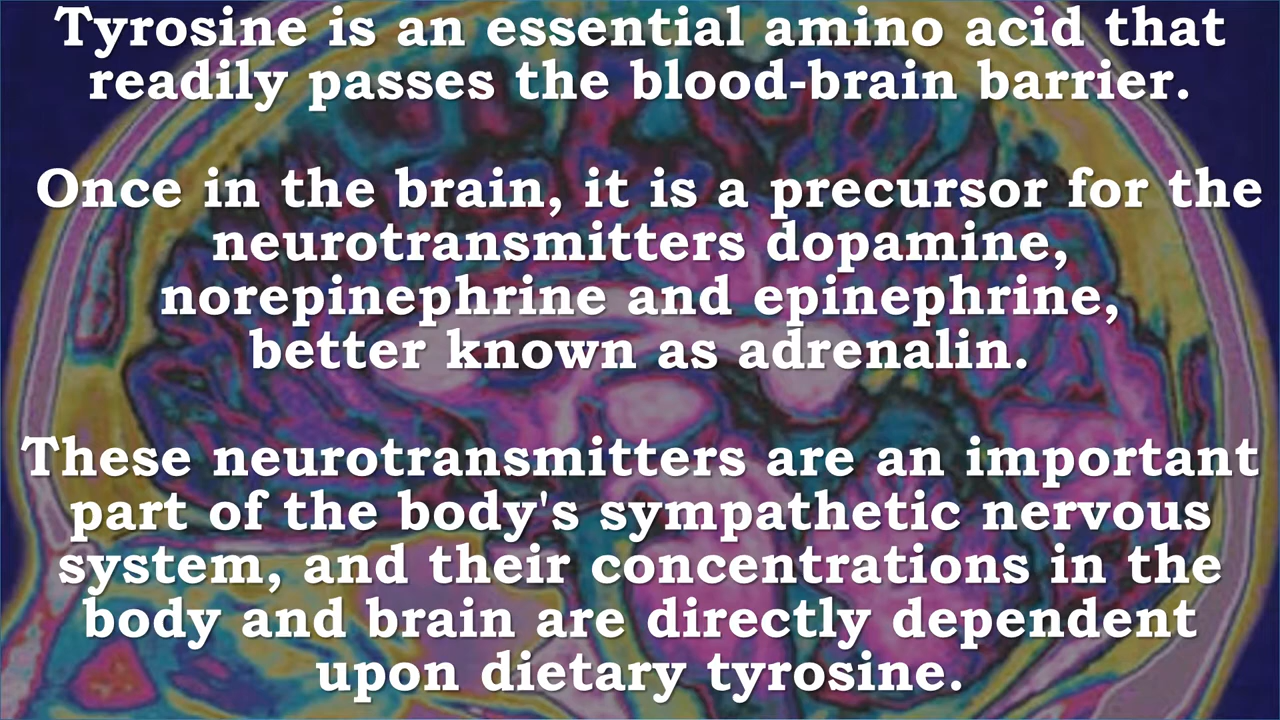 Tyrosine is an essential amino acid that
readily passes the blood-brain barrier.
Once in the brain, it is a precursor for the
neurotransmitters dopamine,
norepinephrine and epinephrine,
better known as adrenalin.
These neurotransmitters are an important
part of the body's sympathetic nervous
system, and their concentrations in the
body and brain are directly dependent
upon dietary tyrosine.